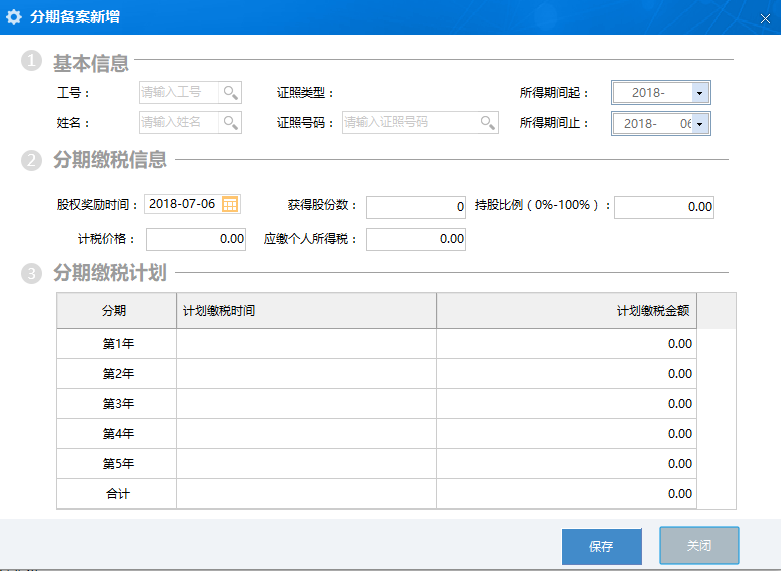 分期备案新增
1 基本信息
工号： 请输入工号 证照类型： 所得期间起： 2018-
姓名： 请输入姓名 证照号码： 请输入证照号码 所得期间止： 2018- 06
2 分期缴税信息
股权奖励时间： 2018-07-06 获得股份数： 0 持股比例（0%-100%）： 0.00
计税价格： 0.00 应缴个人所得税： 0.00
3 分期缴税计划
分期 计划缴税时间 计划缴税金额
第1年 0.00
第2年 0.00
第3年 0.00
第4年 0.00
第5年 0.00
合计 0.00
保存 关闭